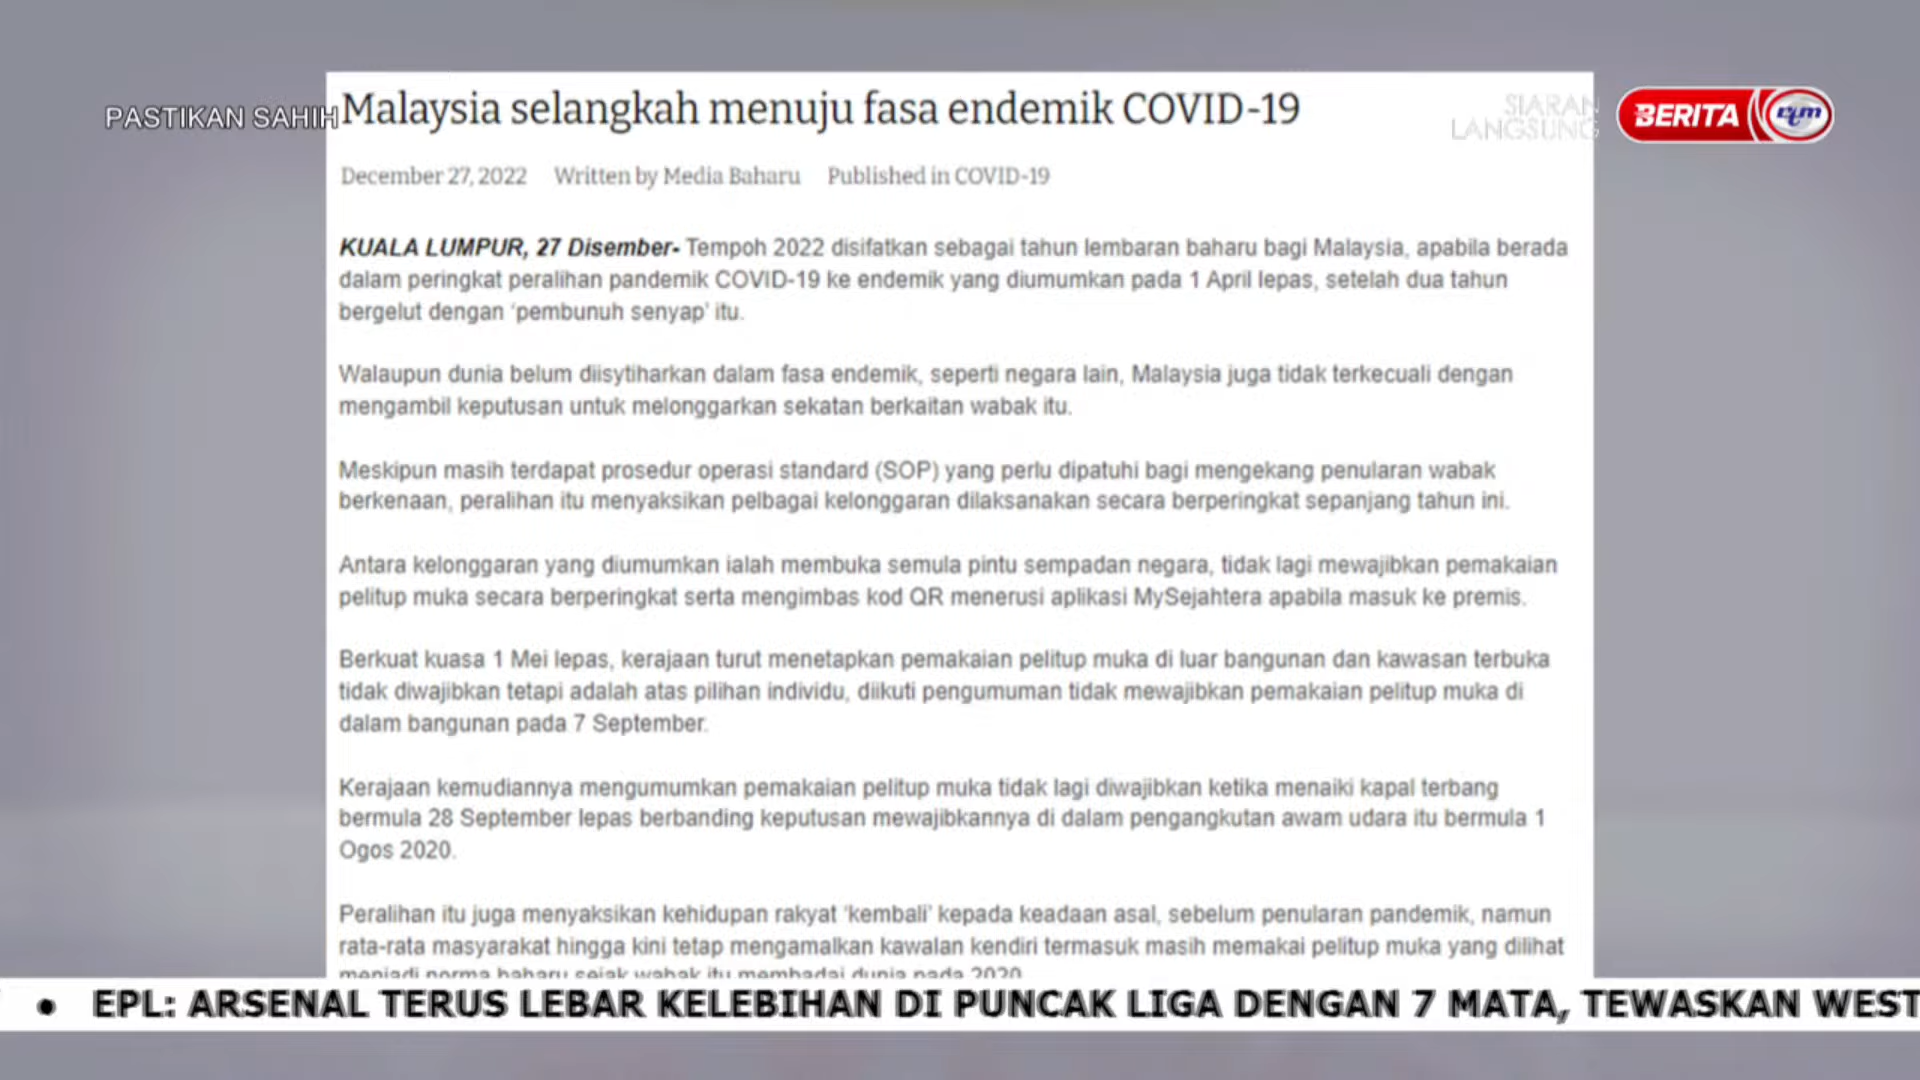 PASTIKAN SAHIH
SIARAN
LANGSUNG
BERITA rtm
Malaysia selangkah menuju fasa endemik COVID-19
December 27, 2022 Written by Media Baharu Published in COVID-19
KUALA LUMPUR, 27 Disember- Tempoh 2022 disifatkan sebagai tahun lembaran baharu bagi Malaysia, apabila berada
dalam peringkat peralihan pandemik COVID-19 ke endemik yang diumumkan pada 1 April lepas, setelah dua tahun
bergelut dengan 'pembunuh senyap' itu.
Walaupun dunia belum diisytiharkan dalam fasa endemik, seperti negara lain, Malaysia juga tidak terkecuali dengan
mengambil keputusan untuk melonggarkan sekatan berkaitan wabak itu.
Meskipun masih terdapat prosedur operasi standard (SOP) yang perlu dipatuhi bagi mengekang penularan wabak
berkenaan, peralihan itu menyaksikan pelbagai kelonggaran dilaksanakan secara berperingkat sepanjang tahun ini.
Antara kelonggaran yang diumumkan ialah membuka semula pintu sempadan negara, tidak lagi mewajibkan pemakaian
pelitup muka secara berperingkat serta mengimbas kod QR menerusi aplikasi MySejahtera apabila masuk ke premis.
Berkuat kuasa 1 Mei lepas, kerajaan turut menetapkan pemakaian pelitup muka di luar bangunan dan kawasan terbuka
tidak diwajibkan tetapi adalah atas pilihan individu, diikuti pengumuman tidak mewajibkan pemakaian pelitup muka di
dalam bangunan pada 7 September.
Kerajaan kemudiannya mengumumkan pemakaian pelitup muka tidak lagi diwajibkan ketika menaiki kapal terbang
bermula 28 September lepas berbanding keputusan mewajibkannya di dalam pengangkutan awam udara itu bermula 1
Ogos 2020.
Peralihan itu juga menyaksikan kehidupan rakyat 'kembali' kepada keadaan asal, sebelum penularan pandemik, namun
rata-rata masyarakat hingga kini tetap mengamalkan kawalan kendiri termasuk masih memakai pelitup muka yang dilihat
menjadi norma baharu sejak wabak itu membadai dunia pada 2020.
• EPL: ARSENAL TERUS LEBAR KELEBIHAN DI PUNCAK LIGA DENGAN 7 MATA, TEWASKAN WEST